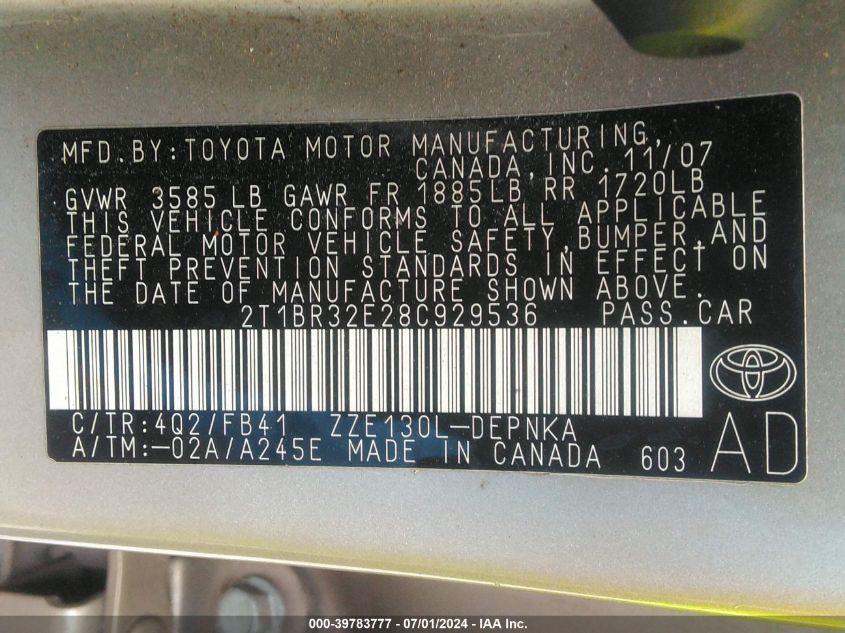 MFD.BY:TOYOTA MOTOR MANUFACTURING,
CANADA,INC.11/07
GVWR 3585LB GAWR FR 1885LB RR 1720LB
THIS VEHICLE CONFORMS TO ALL APPLICABLE
FEDERAL MOTOR VEHICLE SAFETY,BUMPER,AND
THEFT PREVENTION STANDARDS IN EFFECT ON
THE DATE OF MANUFACTURE SHOWN ABOVE.
2T1BR32E28C929536 PASS.CAR
C/TR:4Q2/FB41 ZZE130L-DEPNKA
A/TM:-02A/A245E MADE IN CANADA 603
AD
000-39783777 - 07/01/2024 - IAA Inc.